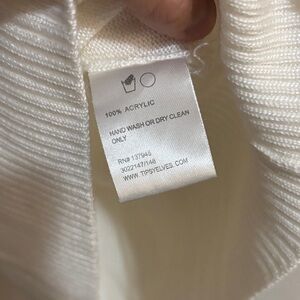 100% ACRYLIC
HAND WASH OR DRY CLEAN
ONLY
RN# 137945
3022147/148
WWW.TIPSYELVES.COM